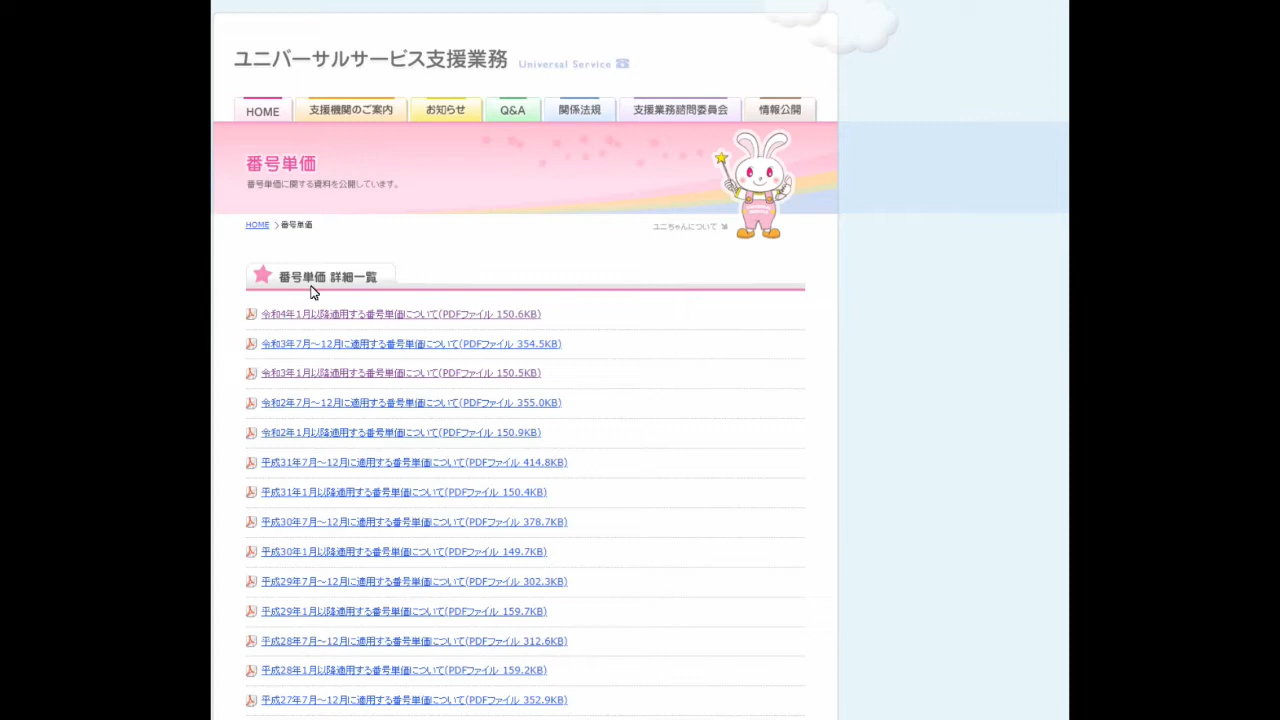 ユニバーサルサービス支援業務 Universal Service
HOME 支援機関のご案内 お知らせ Q&A 関係法規 支援業務諮問委員会 情報公開
番号単価
番号単価に関する資料を公開しています。
HOME 番号単価
ユニちゃんについて
番号単価 詳細一覧
令和4年1月以降適用する番号単価について(PDFファイル 150.6KB)
令和3年7月～12月に適用する番号単価について(PDFファイル 354.5KB)
令和3年1月以降適用する番号単価について(PDFファイル 150.5KB)
令和2年7月～12月に適用する番号単価について(PDFファイル 355.0KB)
令和2年1月以降適用する番号単価について(PDFファイル 150.9KB)
平成31年7月～12月に適用する番号単価について(PDFファイル 414.8KB)
平成31年1月以降適用する番号単価について(PDFファイル 150.4KB)
平成30年7月～12月に適用する番号単価について(PDFファイル 378.7KB)
平成30年1月以降適用する番号単価について(PDFファイル 149.7KB)
平成29年7月～12月に適用する番号単価について(PDFファイル 302.3KB)
平成29年1月以降適用する番号単価について(PDFファイル 159.7KB)
平成28年7月～12月に適用する番号単価について(PDFファイル 312.6KB)
平成28年1月以降適用する番号単価について(PDFファイル 159.2KB)
平成27年7月～12月に適用する番号単価について(PDFファイル 352.9KB)